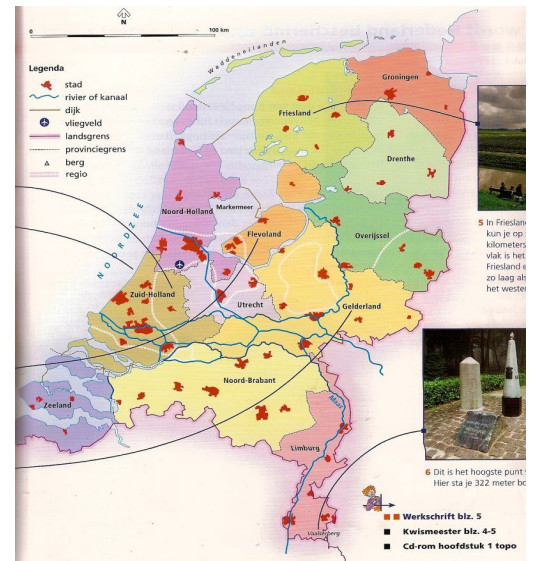 N
0
100 km
Legenda
stad
rivier of kanaal
dijk
vliegveld
landsgrens
provinciegrens
berg
regio
Waddeneilanden
Groningen
Friesland
Drenthe
NOORDZEE
Noord-Holland
Markermeer
Flevoland
Overijssel
Zuid-Holland
Utrecht
Gelderland
Noord-Brabant
Zeeland
Maas
Limburg
Vaalserberg
5 In Frieslan
kun je op
kilometers
vlak is het
Friesland e
zo laag als
het weste
6 Dit is het hoogste punt
Hier sta je 322 meter bo
Werkschrift blz. 5
Kwismeester blz. 4-5
Cd-rom hoofdstuk 1 topo